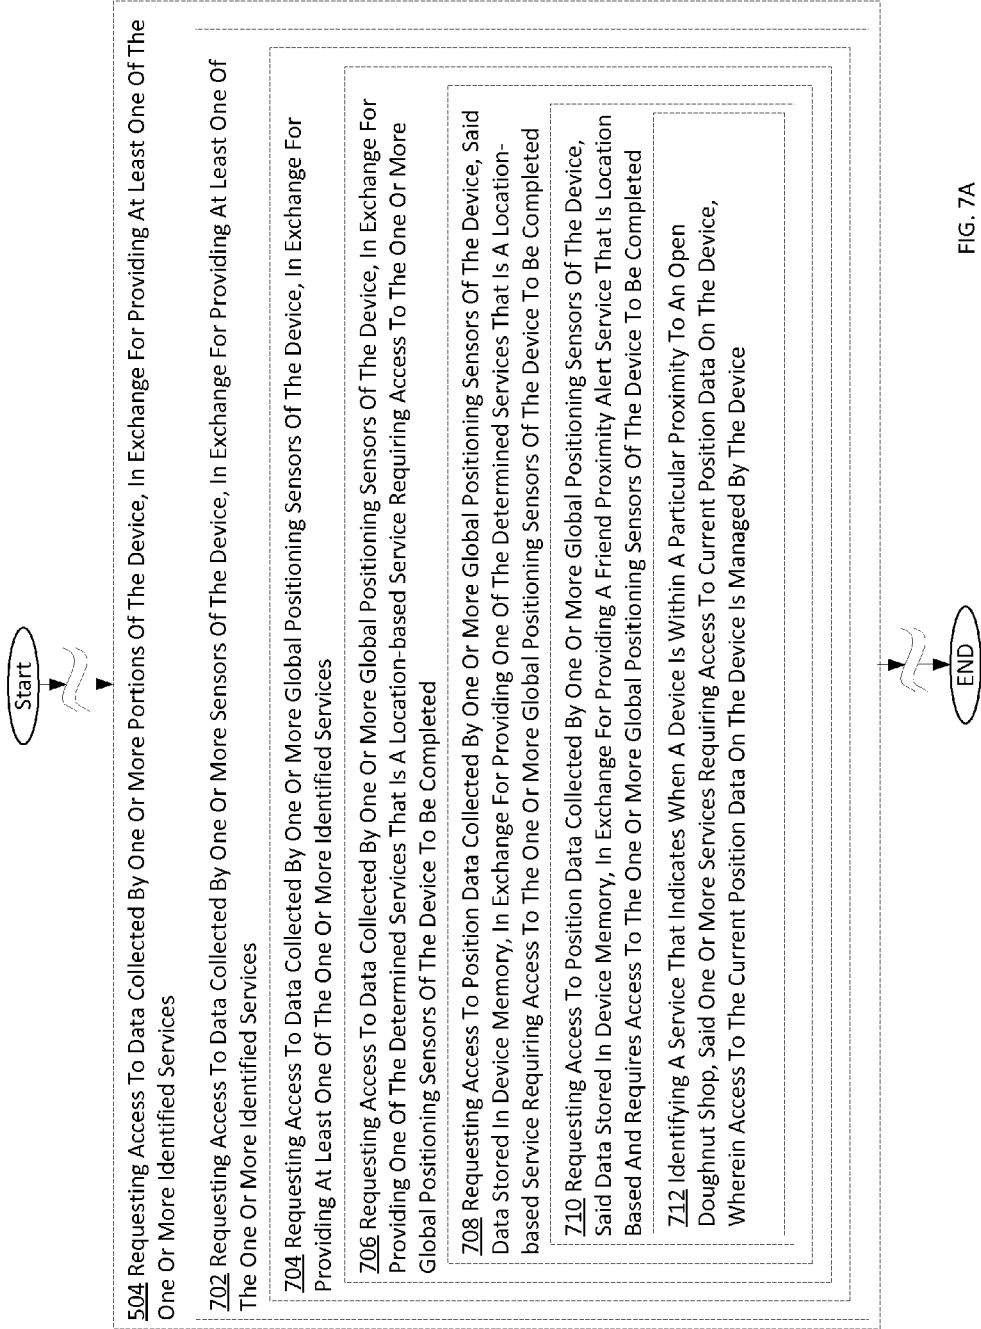 Start
504 Requesting Access To Data Collected By One Or More Portions Of The Device, In Exchange For Providing At Least One Of The
One Or More Identified Services
702 Requesting Access To Data Collected By One Or More Sensors Of The Device, In Exchange For Providing At Least One Of
The One Or More Identified Services
704 Requesting Access To Data Collected By One Or More Global Positioning Sensors Of The Device, In Exchange For
Providing At Least One Of The One Or More Identified Services
706 Requesting Access To Data Collected By One Or More Global Positioning Sensors Of The Device, In Exchange For
Providing One Of The Determined Services That Is A Location-based Service Requiring Access To The One Or More
Global Positioning Sensors Of The Device To Be Completed
708 Requesting Access To Position Data Collected By One Or More Global Positioning Sensors Of The Device, Said
Data Stored In Device Memory, In Exchange For Providing One Of The Determined Services That Is A Location-
based Service Requiring Access To The One Or More Global Positioning Sensors Of The Device To Be Completed
710 Requesting Access To Position Data Collected By One Or More Global Positioning Sensors Of The Device,
Said Data Stored In Device Memory, In Exchange For Providing A Friend Proximity Alert Service That Is Location
Based And Requires Access To The One Or More Global Positioning Sensors Of The Device To Be Completed
712 Identifying A Service That Indicates When A Device Is Within A Particular Proximity To An Open
Doughnut Shop, Said One Or More Services Requiring Access To Current Position Data On The Device,
Wherein Access To The Current Position Data On The Device Is Managed By The Device
END
FIG. 7A